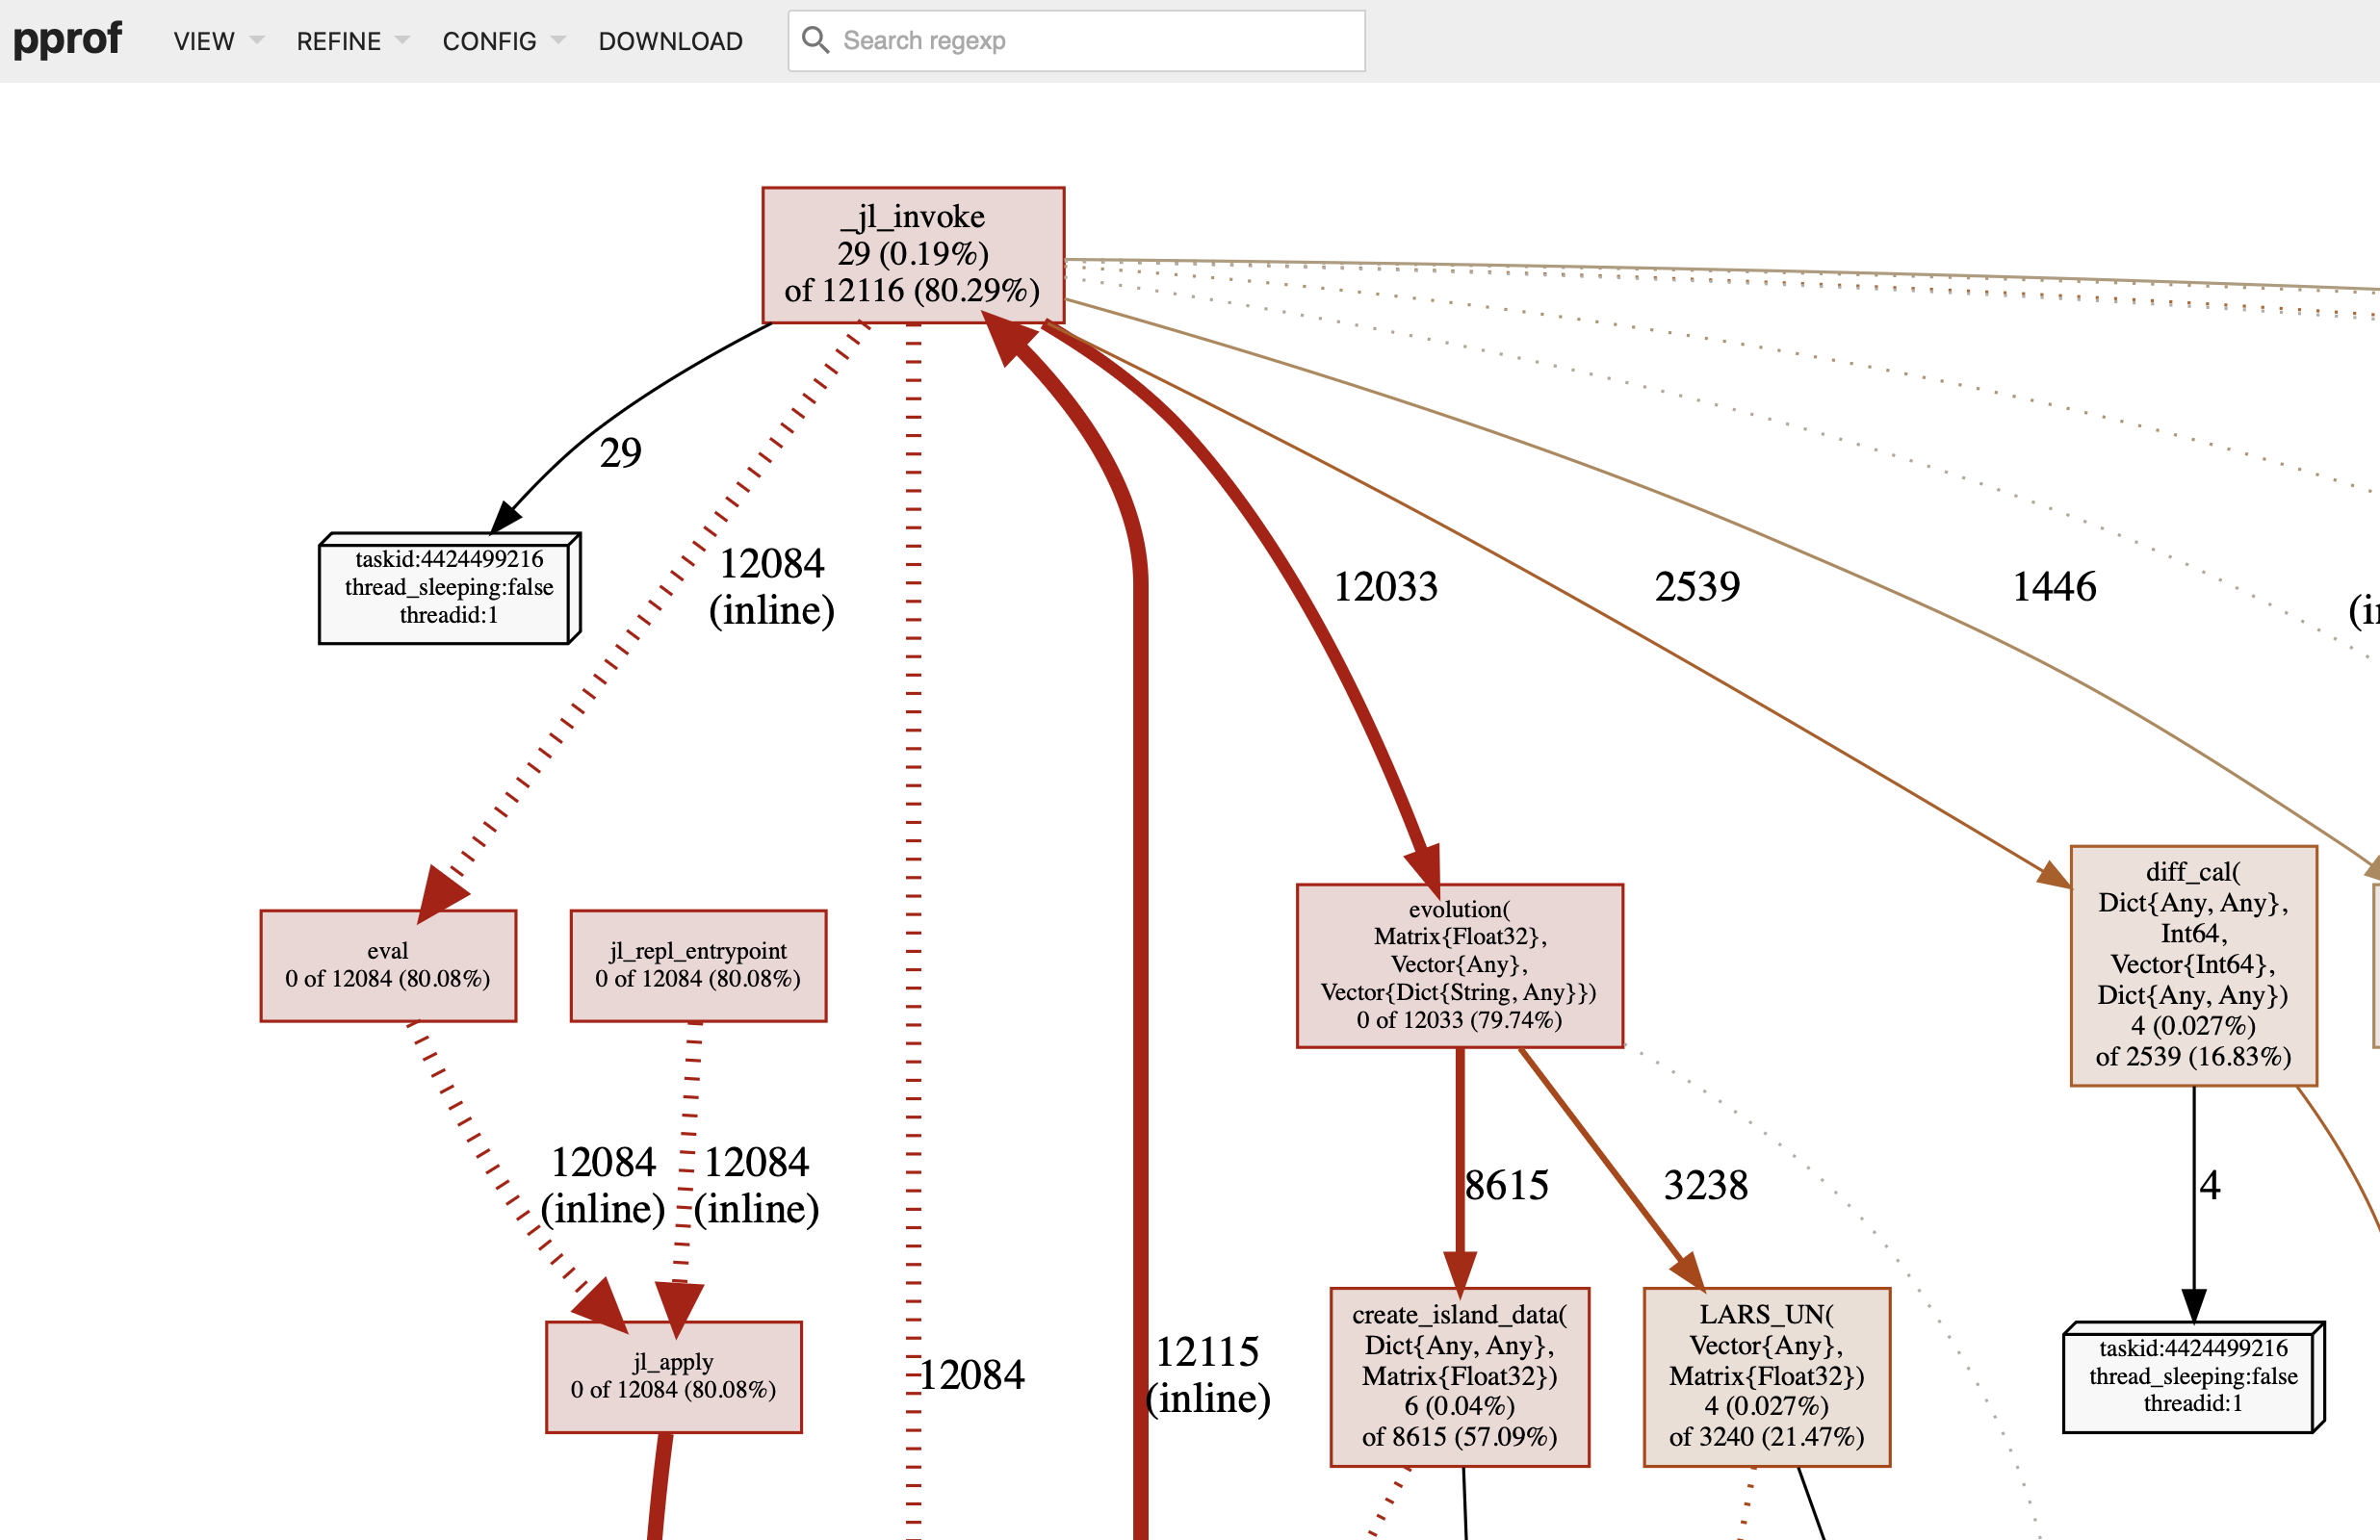 pprof
VIEW
REFINE
CONFIG
DOWNLOAD
Search regexp
_jl_invoke
29 (0.19%)
of 12116 (80.29%)
29
taskid:4424499216
thread_sleeping:false
threadid:1
12084
(inline)
12033
2539
1446
eval
0 of 12084 (80.08%)
jl_repl_entrypoint
0 of 12084 (80.08%)
evolution(
Matrix{Float32},
Vector{Any},
Vector{Dict{String, Any}})
0 of 12033 (79.74%)
diff_cal(
Dict{Any, Any},
Int64,
Vector{Int64},
Dict{Any, Any})
4 (0.027%)
of 2539 (16.83%)
12084
(inline)
12084
(inline)
8615
3238
4
jl_apply
0 of 12084 (80.08%)
12084
12115
(inline)
create_island_data(
Dict{Any, Any},
Matrix{Float32})
6 (0.04%)
of 8615 (57.09%)
LARS_UN(
Vector{Any},
Matrix{Float32})
4 (0.027%)
of 3240 (21.47%)
taskid:4424499216
thread_sleeping:false
threadid:1